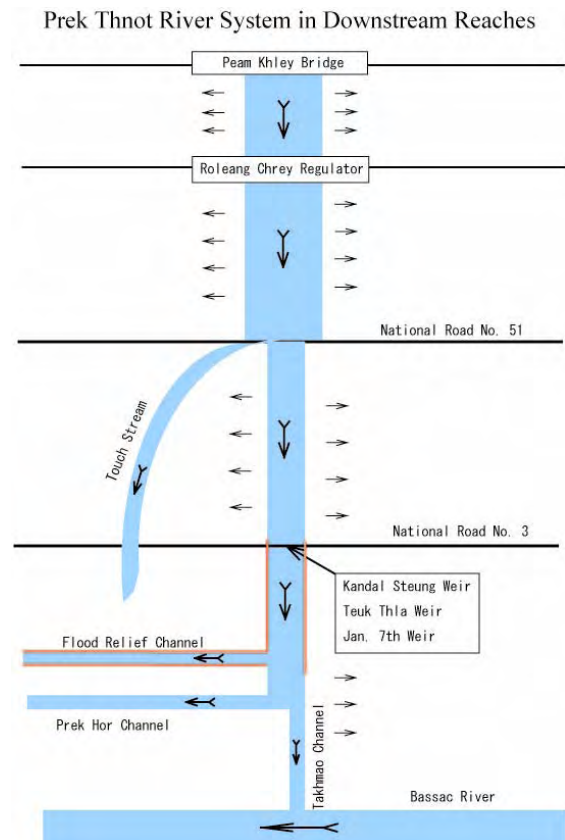 Prek Thnot River System in Downstream Reaches
Peam Khley Bridge
Roleang Chrey Regulator
National Road No. 51
Touch Stream
National Road No. 3
Kandal Steung Weir
Teuk Thla Weir
Jan. 7th Weir
Flood Relief Channel
Prek Hor Channel
Takhmao Channel
Bassac River